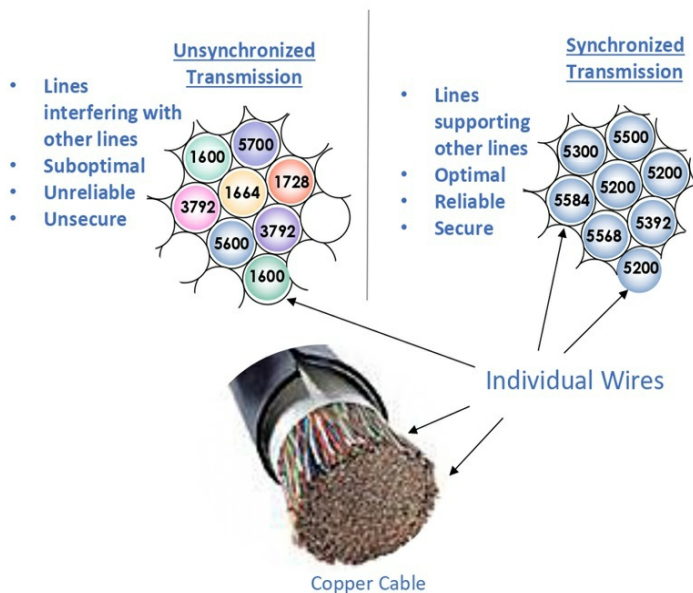 Unsynchronized
Transmission
• Lines
interfering with
other lines
• Suboptimal
• Unreliable
• Unsecure
1600
5700
3792
1664
1728
5600
3792
1600
Synchronized
Transmission
• Lines
supporting
other lines
• Optimal
• Reliable
• Secure
5300
5500
5584
5200
5200
5568
5392
5200
Individual Wires
Copper Cable